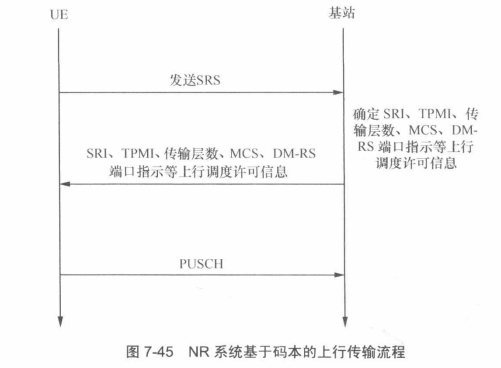 UE
基站
发送SRS
确定 SRI、TPMI、传
输层数、MCS、DM-
RS 端口指示等上行
调度许可信息
SRI、TPMI、传输层数、MCS、DM-RS
端口指示等上行调度许可信息
PUSCH
图 7-45 NR 系统基于码本的上行传输流程